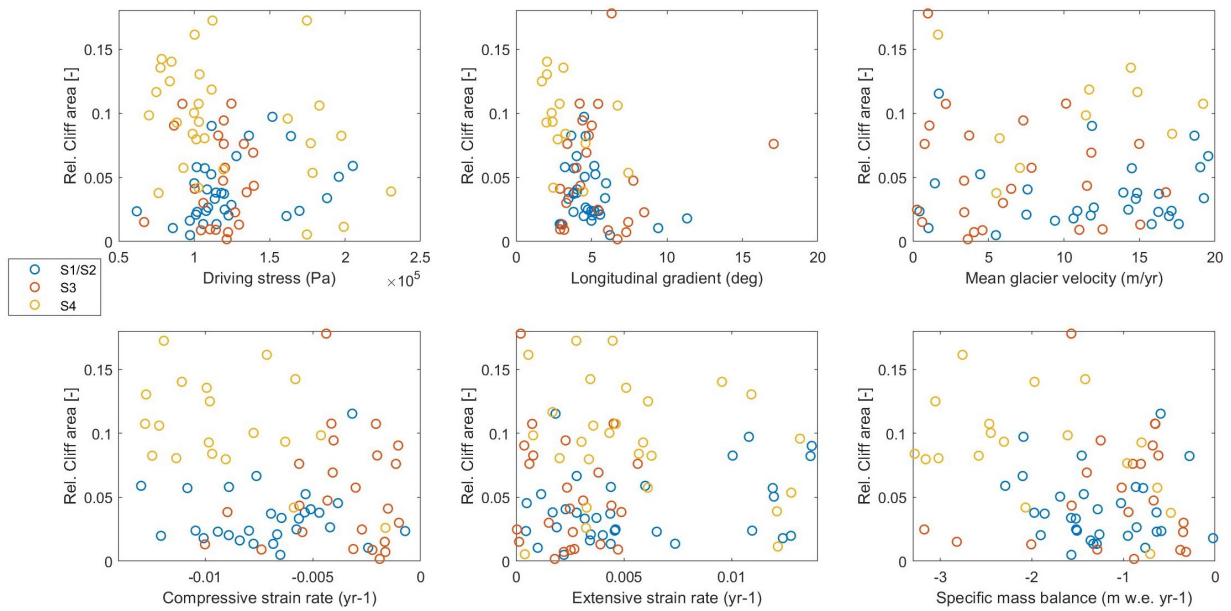 0.15
0.1
0.05
0
Rel. Cliff area [-]
0.5 1 1.5 2 2.5
Driving stress (Pa)
×10⁵
0.15
0.1
0.05
0
Rel. Cliff area [-]
0 5 10 15 20
Longitudinal gradient (deg)
0.15
0.1
0.05
0
Rel. Cliff area [-]
0 5 10 15 20
Mean glacier velocity (m/yr)
S1/S2
S3
S4
0.15
0.1
0.05
0
Rel. Cliff area [-]
-0.01 -0.005 0
Compressive strain rate (yr-1)
0.15
0.1
0.05
0
Rel. Cliff area [-]
0 0.005 0.01
Extensive strain rate (yr-1)
0.15
0.1
0.05
0
Rel. Cliff area [-]
-3 -2 -1 0
Specific mass balance (m w.e. yr-1)